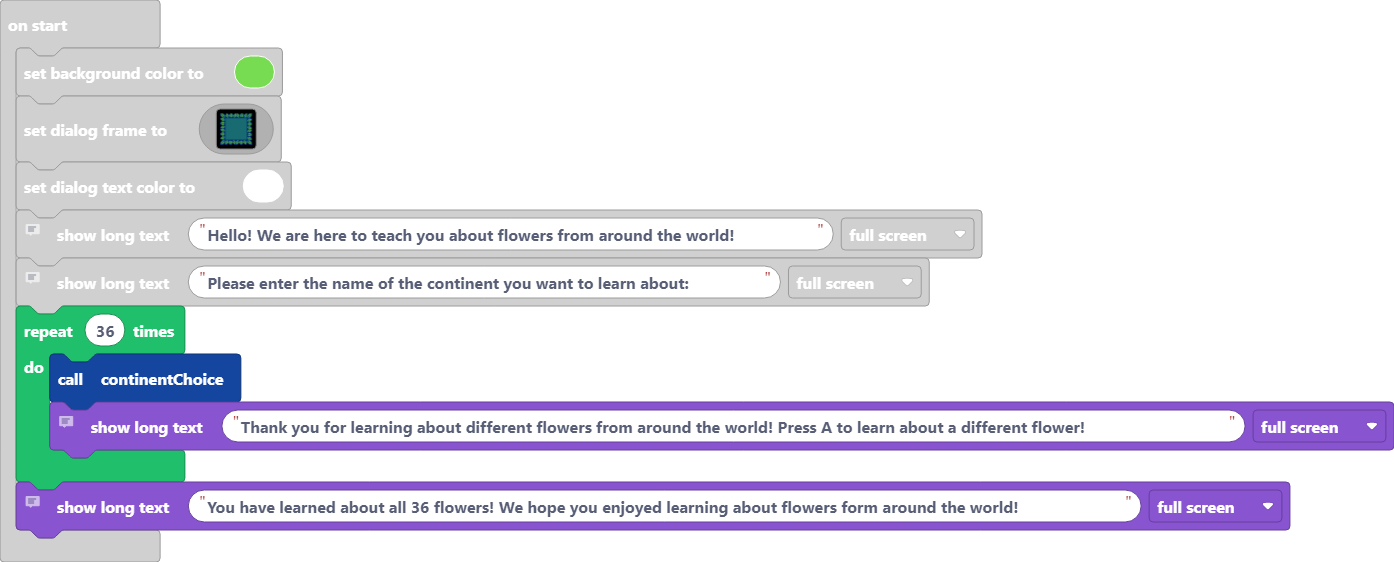 on start
set background color to
set dialog frame to
set dialog text color to
show long text "Hello! We are here to teach you about flowers from around the world!" full screen
show long text "Please enter the name of the continent you want to learn about:" full screen
repeat 36 times
do
call continentChoice
show long text "Thank you for learning about different flowers from around the world! Press A to learn about a different flower!" full screen
show long text "You have learned about all 36 flowers! We hope you enjoyed learning about flowers form around the world!" full screen